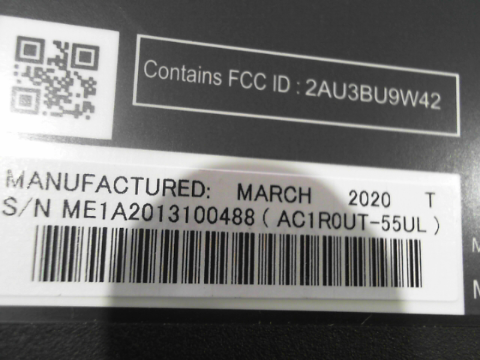 Contains FCC ID : 2AU3BU9W42
MANUFACTURED: MARCH 2020 T
S/N ME1A2013100488 ( AC1R0UT-55UL )
M
M